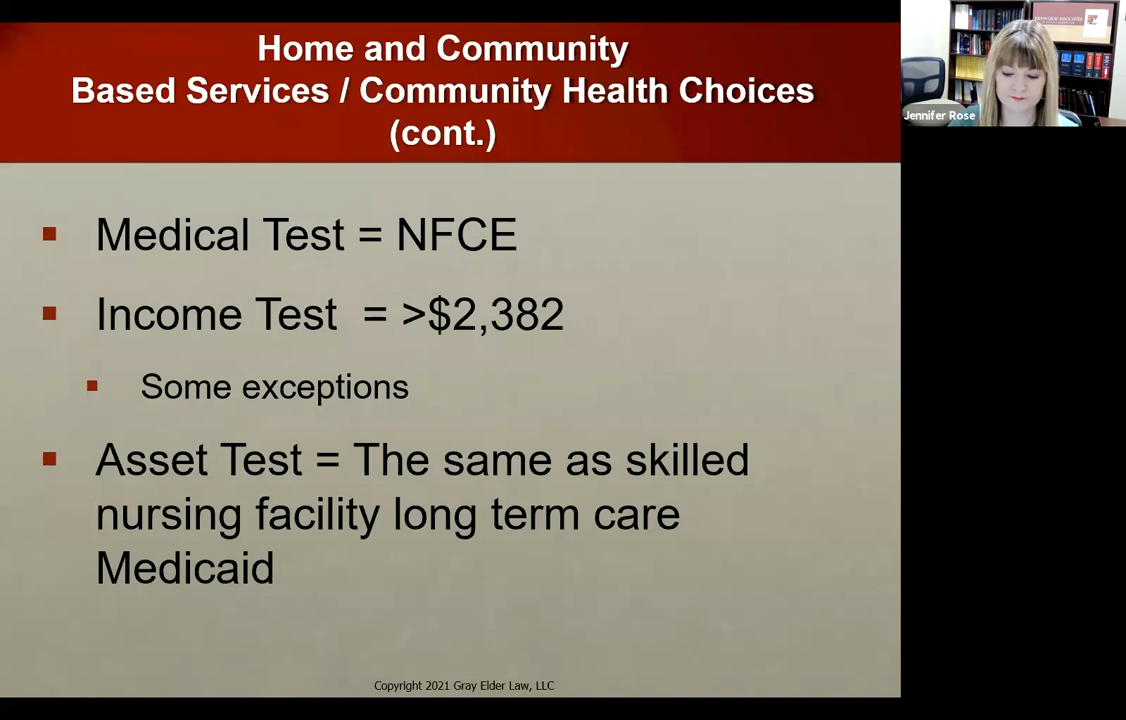 Home and Community
Based Services / Community Health Choices
(cont.)
Jennifer Rose
▪ Medical Test = NFCE
▪ Income Test = >$2,382
▪ Some exceptions
▪ Asset Test = The same as skilled
nursing facility long term care
Medicaid
Copyright 2021 Gray Elder Law, LLC